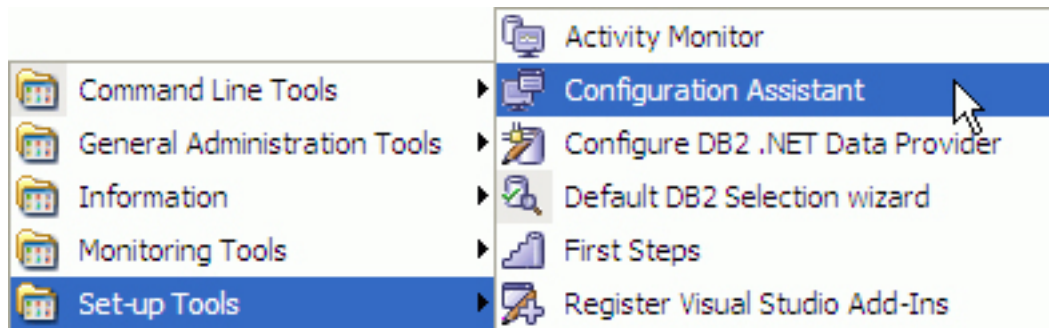 Activity Monitor
Command Line Tools
Configuration Assistant
General Administration Tools
Configure DB2 .NET Data Provider
Information
Default DB2 Selection wizard
Monitoring Tools
First Steps
Set-up Tools
Register Visual Studio Add-Ins